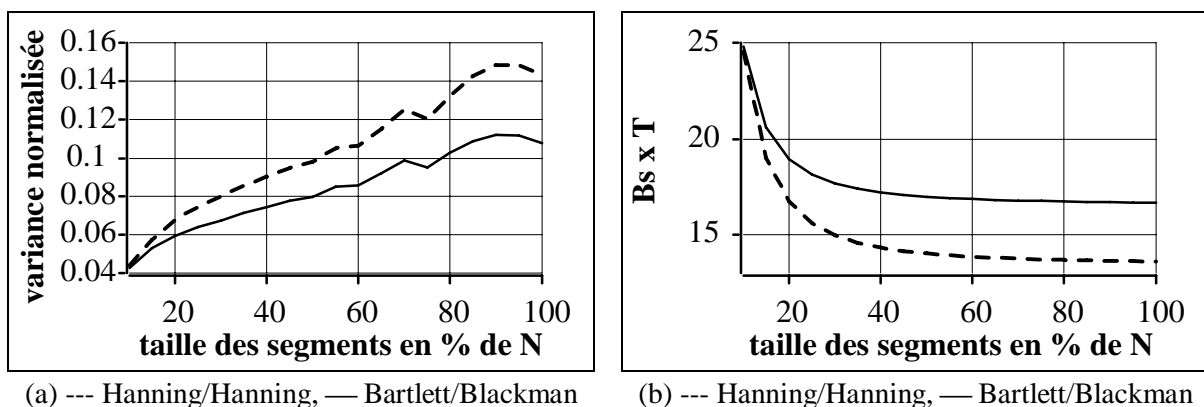 variance normalisée
0.16
0.14
0.12
0.1
0.08
0.06
0.04
20 40 60 80 100
taille des segments en % de N
Bs x T
25
20
15
20 40 60 80 100
taille des segments en % de N
(a) --- Hanning/Hanning, — Bartlett/Blackman
(b) --- Hanning/Hanning, — Bartlett/Blackman